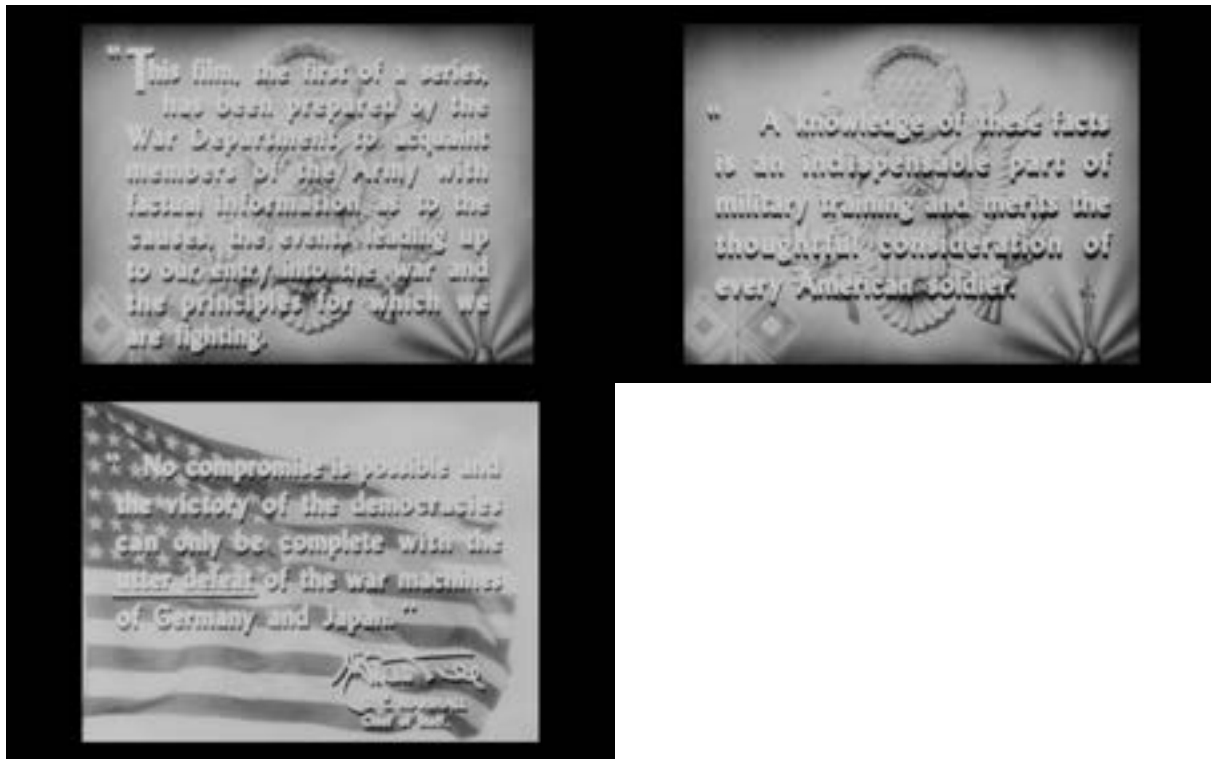 “This film, the first of a series,
has been prepared by the
War Department to acquaint
members of the Army with
factual information as to the
causes, the events leading up
to our entry into the war and
the principles for which we
are fighting.
“ A knowledge of these facts
is an indispensable part of
military training and merits the
thoughtful consideration of
every American soldier.
“ No compromise is possible and
the victory of the democracies
can only be complete with the
utter defeat of the war machines
of Germany and Japan.”
Chief of Staff.